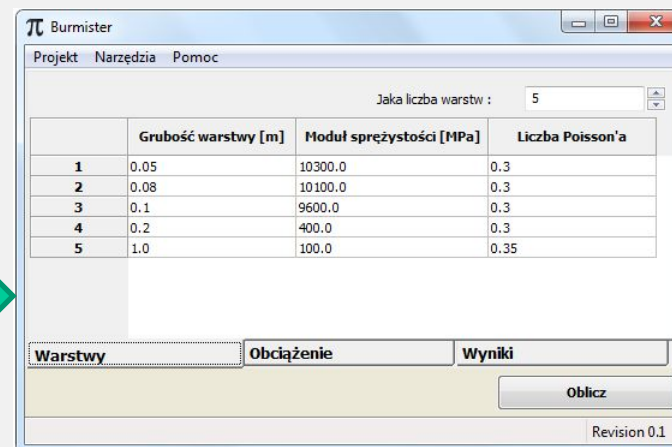 π Burmister
Projekt Narzędzia Pomoc
Jaka liczba warstw : 5
Grubość warstwy [m] Moduł sprężystości [MPa] Liczba Poisson'a
1 0.05 10300.0 0.3
2 0.08 10100.0 0.3
3 0.1 9600.0 0.3
4 0.2 400.0 0.3
5 1.0 100.0 0.35
Warstwy Obciążenie Wyniki
Oblicz
Revision 0.1